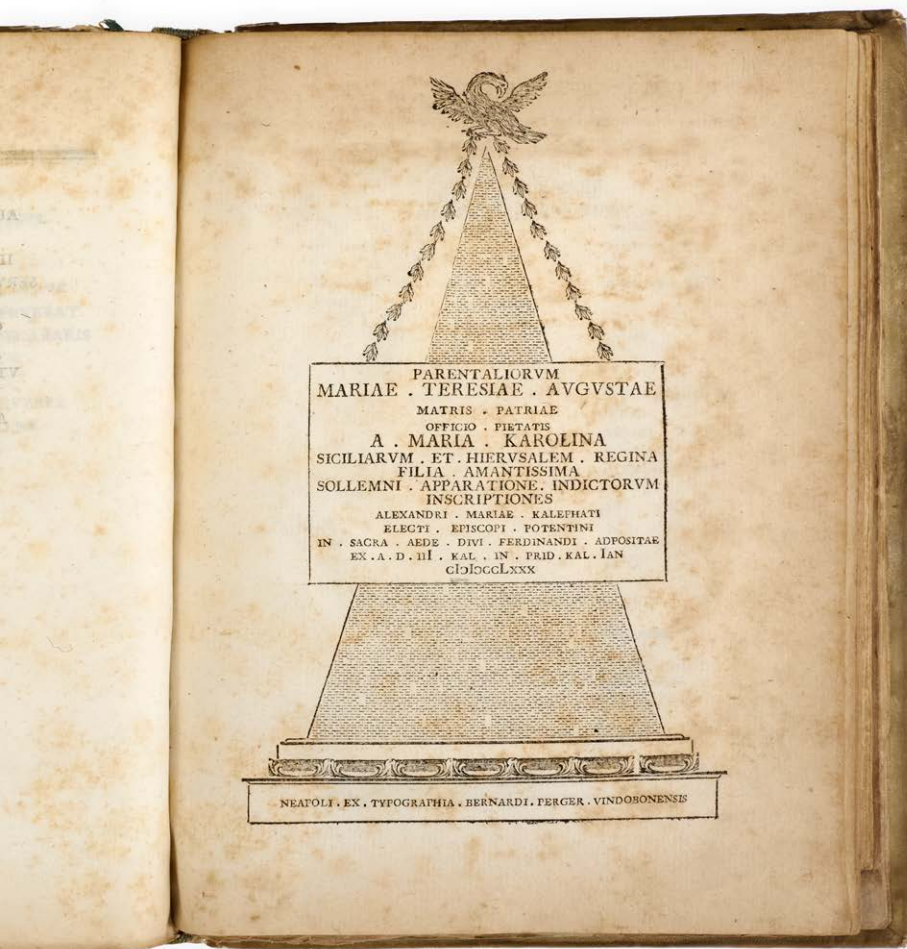 PARENTALIORVM
MARIAE . TERESIAE . AVGVSTAE
MATRIS . PATRIAE
OFFICIO . PIETATIS
A . MARIA . KAROLINA
SICILIARVM . ET . HIERVSALEM . REGINA
FILIA . AMANTISSIMA
SOLLEMNI . APPARATIONE . INDICTORVM
INSCRIPTIONES
ALEXANDRI . MARIAE . KALEPHATI
ELECTI . EPISCOPI . POTENTINI
IN . SACRA . AEDE . DIVI . FERDINANDI . ADPOSITAE
EX . A . D . III . KAL . IN . PRID . KAL . IAN
CIↃIↃCCLXXX
NEAPOLI . EX . TYPOGRAPHIA . BERNARDI . PERGER . VINDOBONENSIS